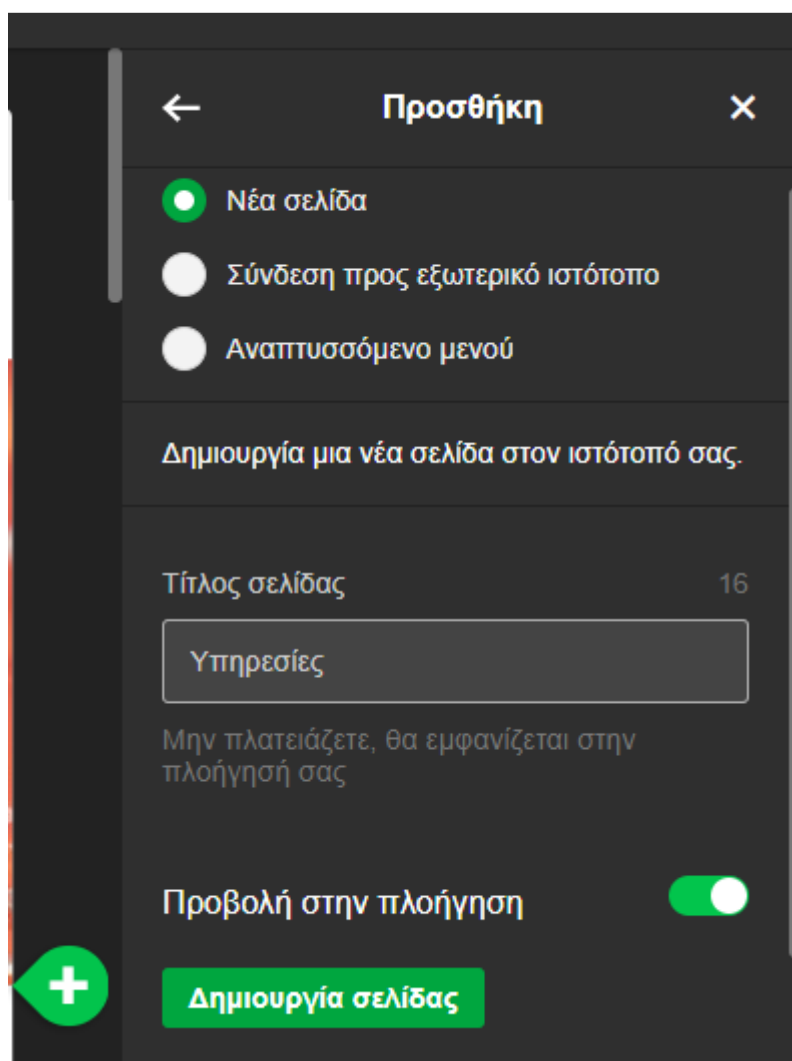 Προσθήκη
Νέα σελίδα
Σύνδεση προς εξωτερικό ιστότοπο
Αναπτυσσόμενο μενού
Δημιουργία μια νέα σελίδα στον ιστότοπό σας.
Τίτλος σελίδας 16
Υπηρεσίες
Μην πλατειάζετε, θα εμφανίζεται στην
πλοήγησή σας
Προβολή στην πλοήγηση
Δημιουργία σελίδας